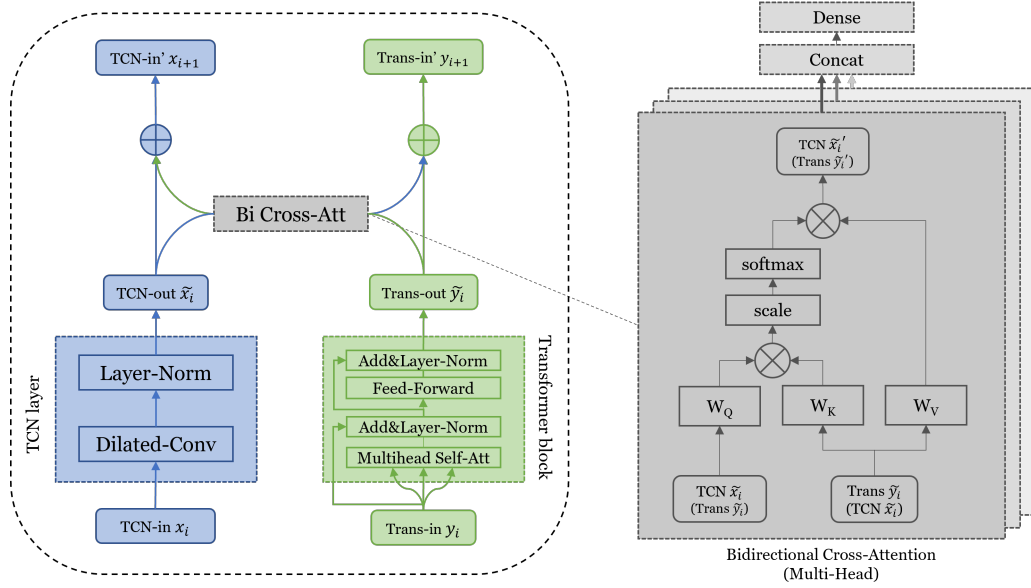 TCN-in' x_{i+1}
Trans-in' y_{i+1}
Bi Cross-Att
TCN-out x̃_i
Trans-out ỹ_i
TCN layer
Layer-Norm
Dilated-Conv
TCN-in x_i
Transformer block
Add&Layer-Norm
Feed-Forward
Add&Layer-Norm
Multihead Self-Att
Trans-in y_i
Dense
Concat
TCN x̃_i'
(Trans ỹ_i')
softmax
scale
W_Q
W_K
W_V
TCN x̃_i
(Trans ỹ_i)
Trans ỹ_i
(TCN x̃_i)
Bidirectional Cross-Attention
(Multi-Head)